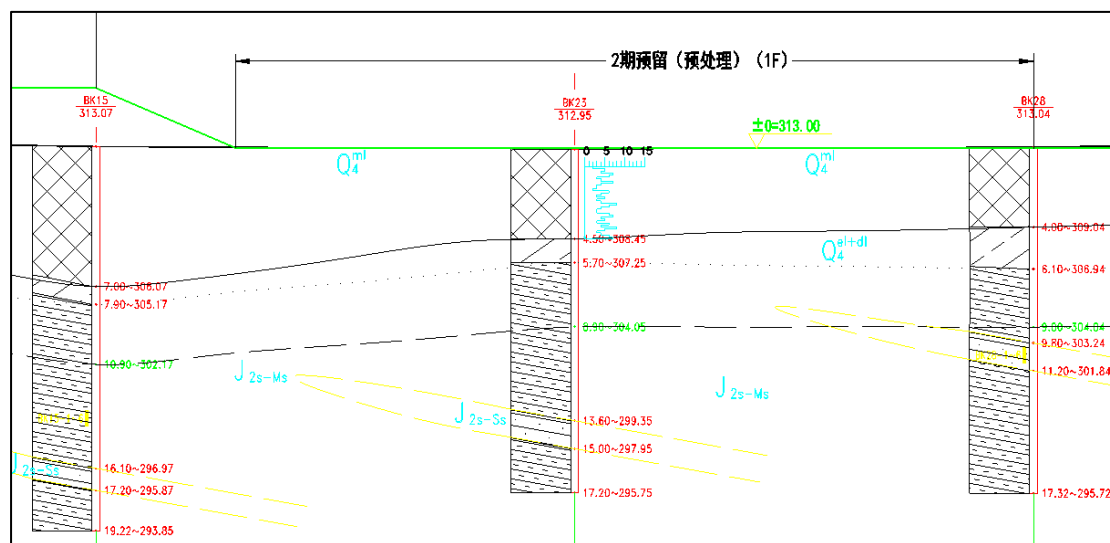 2期预留（预处理）（1F）
BK15
313.07
BK23
312.95
BK28
313.04
±0=313.00
0 5 10 15
Q4ml
Q4ml
4.50~308.45
4.00~309.04
Q4el+dl
5.70~307.25
6.10~306.94
7.00~306.07
7.90~305.17
8.90~304.05
9.00~304.04
9.80~303.24
10.90~302.17
11.20~301.84
J2s-Ms
J2s-Ms
13.60~299.35
J2s-Ss
15.00~297.95
J2s-Ss
16.10~296.97
17.20~295.87
17.20~295.75
17.32~295.72
19.22~293.85